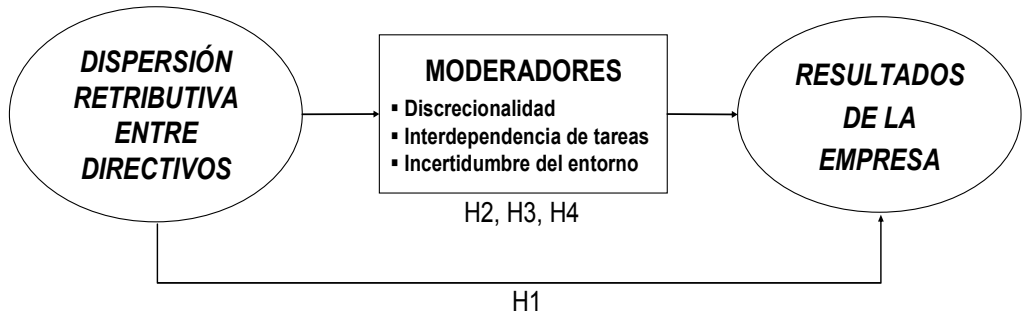 DISPERSIÓN
RETRIBUTIVA
ENTRE
DIRECTIVOS
MODERADORES
▪ Discrecionalidad
▪ Interdependencia de tareas
▪ Incertidumbre del entorno
H2, H3, H4
RESULTADOS
DE LA
EMPRESA
H1